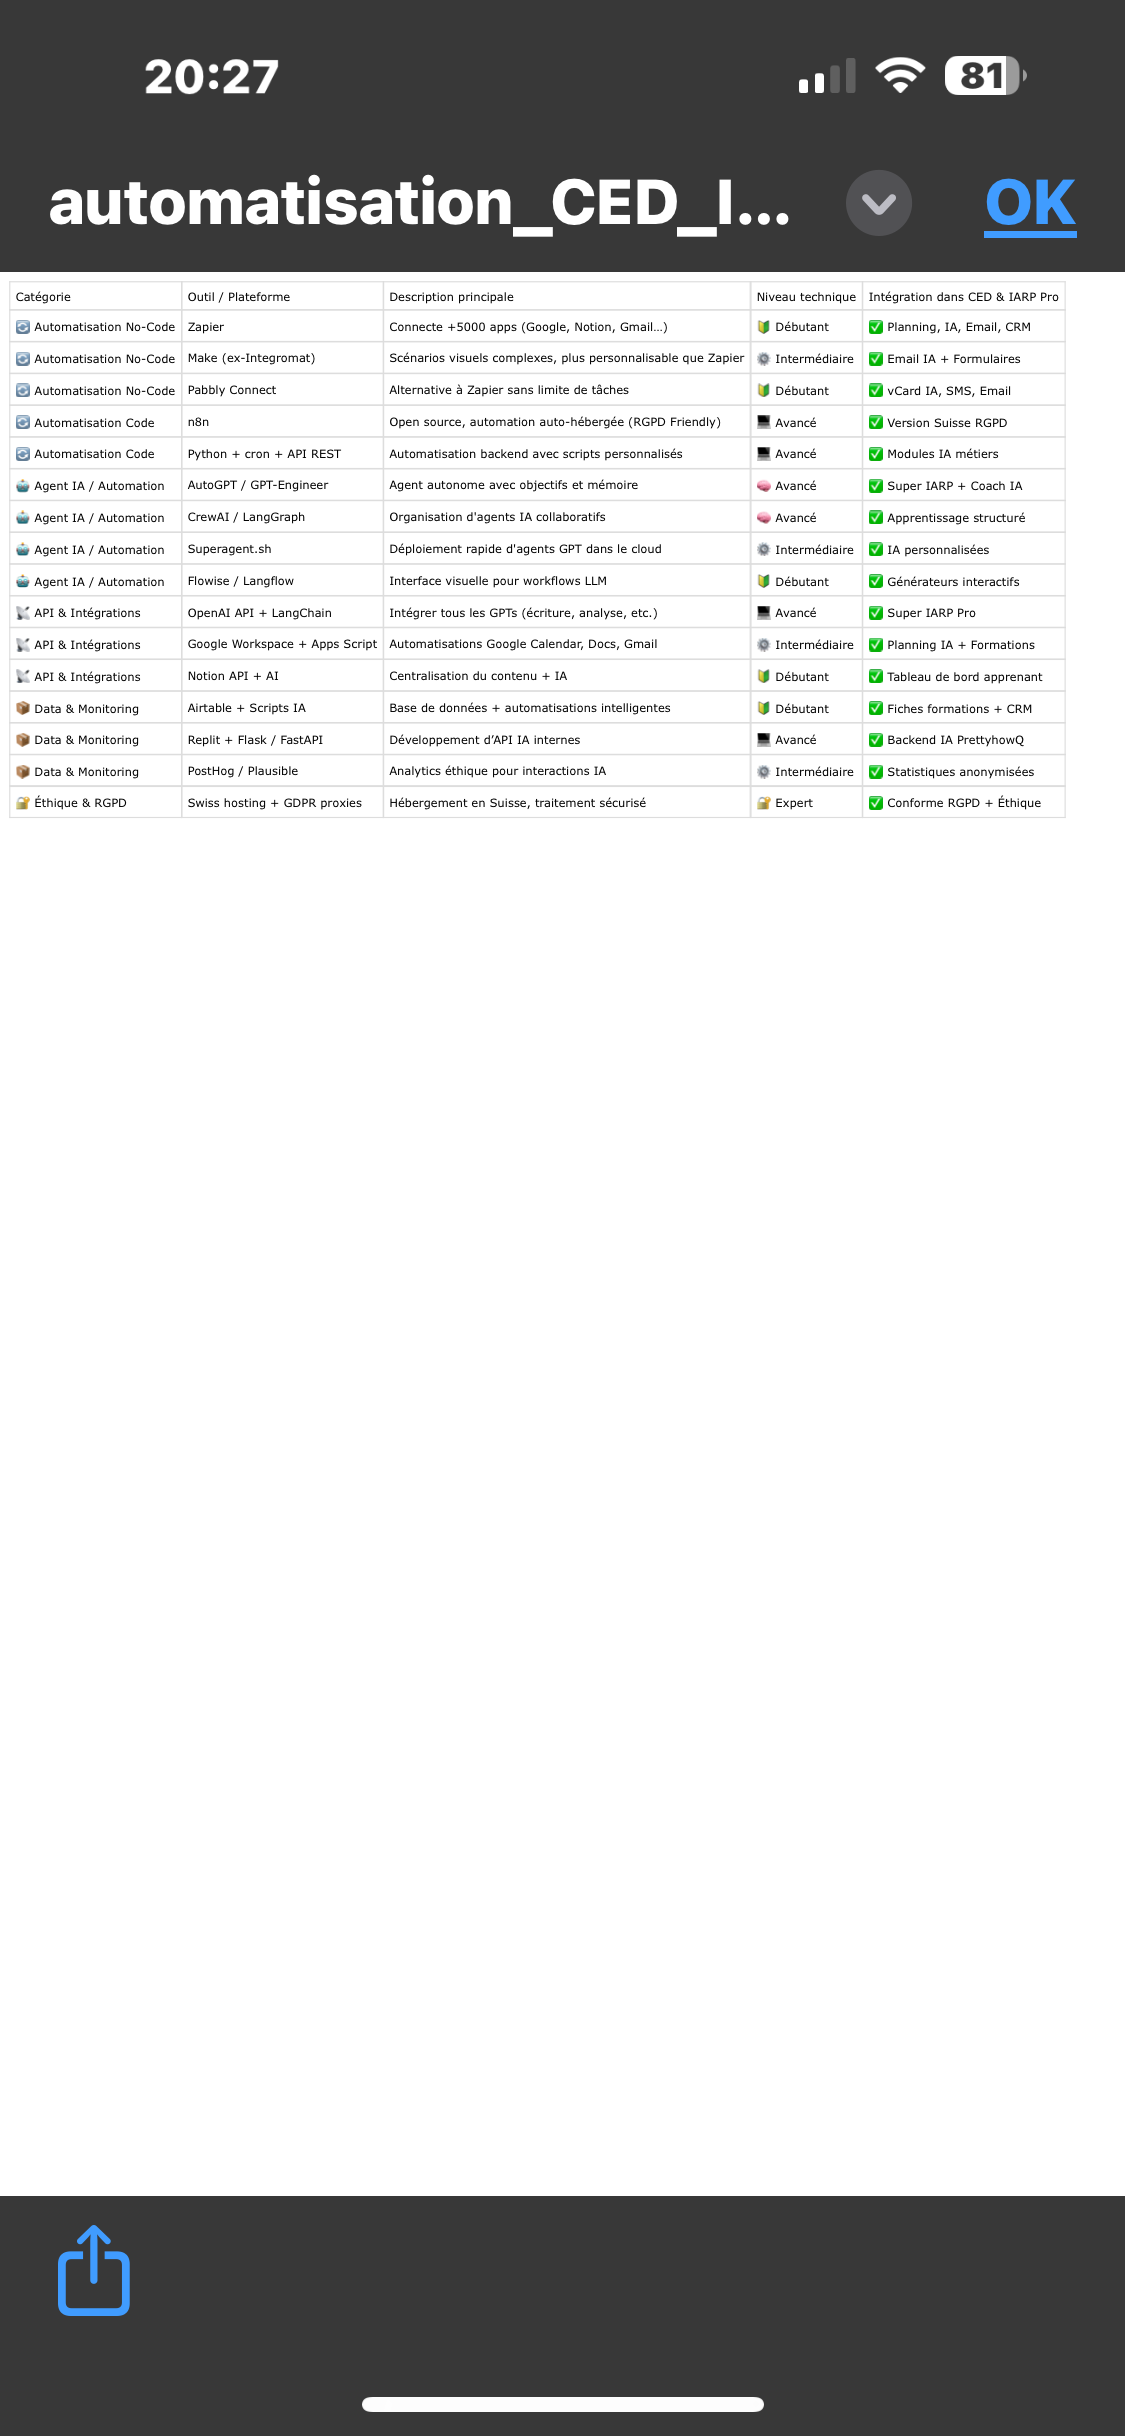 20:27
81
automatisation_CED_I...
OK
Catégorie Outil / Plateforme Description principale Niveau technique Intégration dans CED & IARP Pro
🔄 Automatisation No-Code Zapier Connecte +5000 apps (Google, Notion, Gmail…) 🔰 Débutant ✅ Planning, IA, Email, CRM
🔄 Automatisation No-Code Make (ex-Integromat) Scénarios visuels complexes, plus personnalisable que Zapier ⚙️ Intermédiaire ✅ Email IA + Formulaires
🔄 Automatisation No-Code Pabbly Connect Alternative à Zapier sans limite de tâches 🔰 Débutant ✅ vCard IA, SMS, Email
🔄 Automatisation Code n8n Open source, automation auto-hébergée (RGPD Friendly) 💻 Avancé ✅ Version Suisse RGPD
🔄 Automatisation Code Python + cron + API REST Automatisation backend avec scripts personnalisés 💻 Avancé ✅ Modules IA métiers
🤖 Agent IA / Automation AutoGPT / GPT-Engineer Agent autonome avec objectifs et mémoire 🧠 Avancé ✅ Super IARP + Coach IA
🤖 Agent IA / Automation CrewAI / LangGraph Organisation d'agents IA collaboratifs 🧠 Avancé ✅ Apprentissage structuré
🤖 Agent IA / Automation Superagent.sh Déploiement rapide d'agents GPT dans le cloud ⚙️ Intermédiaire ✅ IA personnalisées
🤖 Agent IA / Automation Flowise / Langflow Interface visuelle pour workflows LLM 🔰 Débutant ✅ Générateurs interactifs
📡 API & Intégrations OpenAI API + LangChain Intégrer tous les GPTs (écriture, analyse, etc.) 💻 Avancé ✅ Super IARP Pro
📡 API & Intégrations Google Workspace + Apps Script Automatisations Google Calendar, Docs, Gmail ⚙️ Intermédiaire ✅ Planning IA + Formations
📡 API & Intégrations Notion API + AI Centralisation du contenu + IA 🔰 Débutant ✅ Tableau de bord apprenant
📦 Data & Monitoring Airtable + Scripts IA Base de données + automatisations intelligentes 🔰 Débutant ✅ Fiches formations + CRM
📦 Data & Monitoring Replit + Flask / FastAPI Développement d’API IA internes 💻 Avancé ✅ Backend IA PrettyhowQ
📦 Data & Monitoring PostHog / Plausible Analytics éthique pour interactions IA ⚙️ Intermédiaire ✅ Statistiques anonymisées
🔐 Éthique & RGPD Swiss hosting + GDPR proxies Hébergement en Suisse, traitement sécurisé 🔐 Expert ✅ Conforme RGPD + Éthique